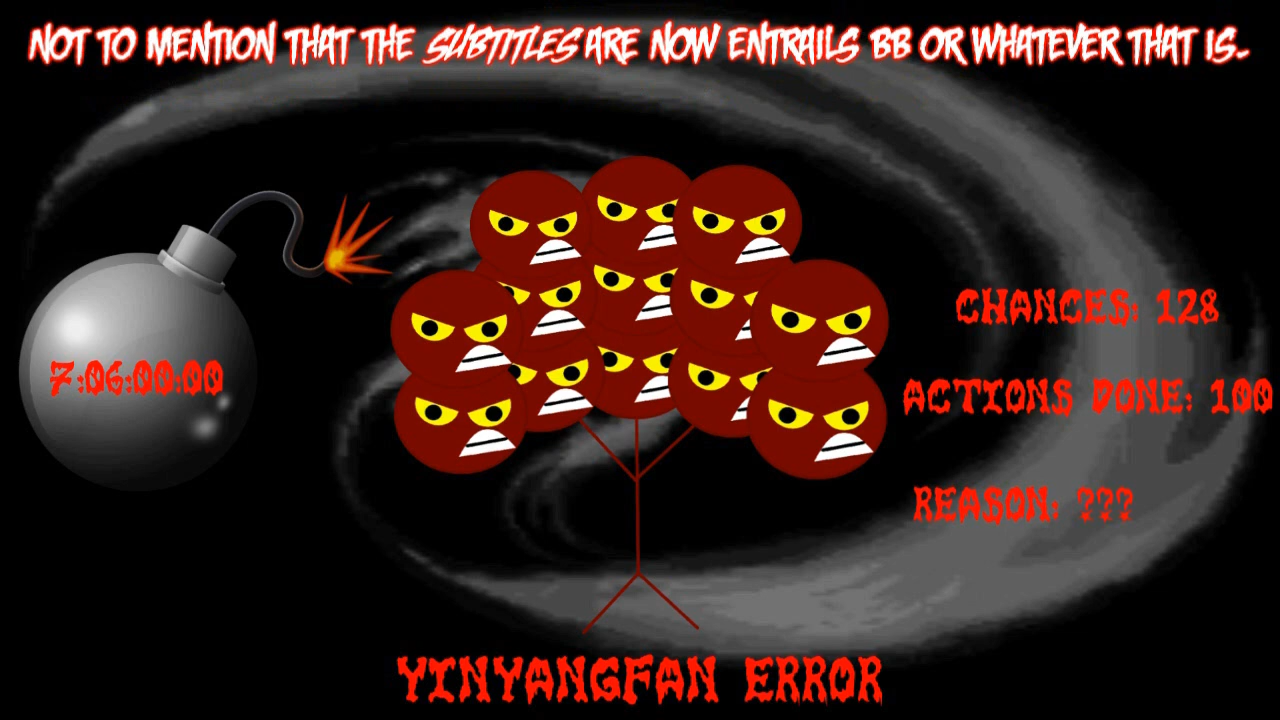 NOT TO MENTION THAT THE SUBTITLES ARE NOW ENTRAILS BB OR WHATEVER THAT IS..
7:06:00:00
CHANCES: 128
ACTIONS DONE: 100
REASON: ???
YINYANGFAN ERROR